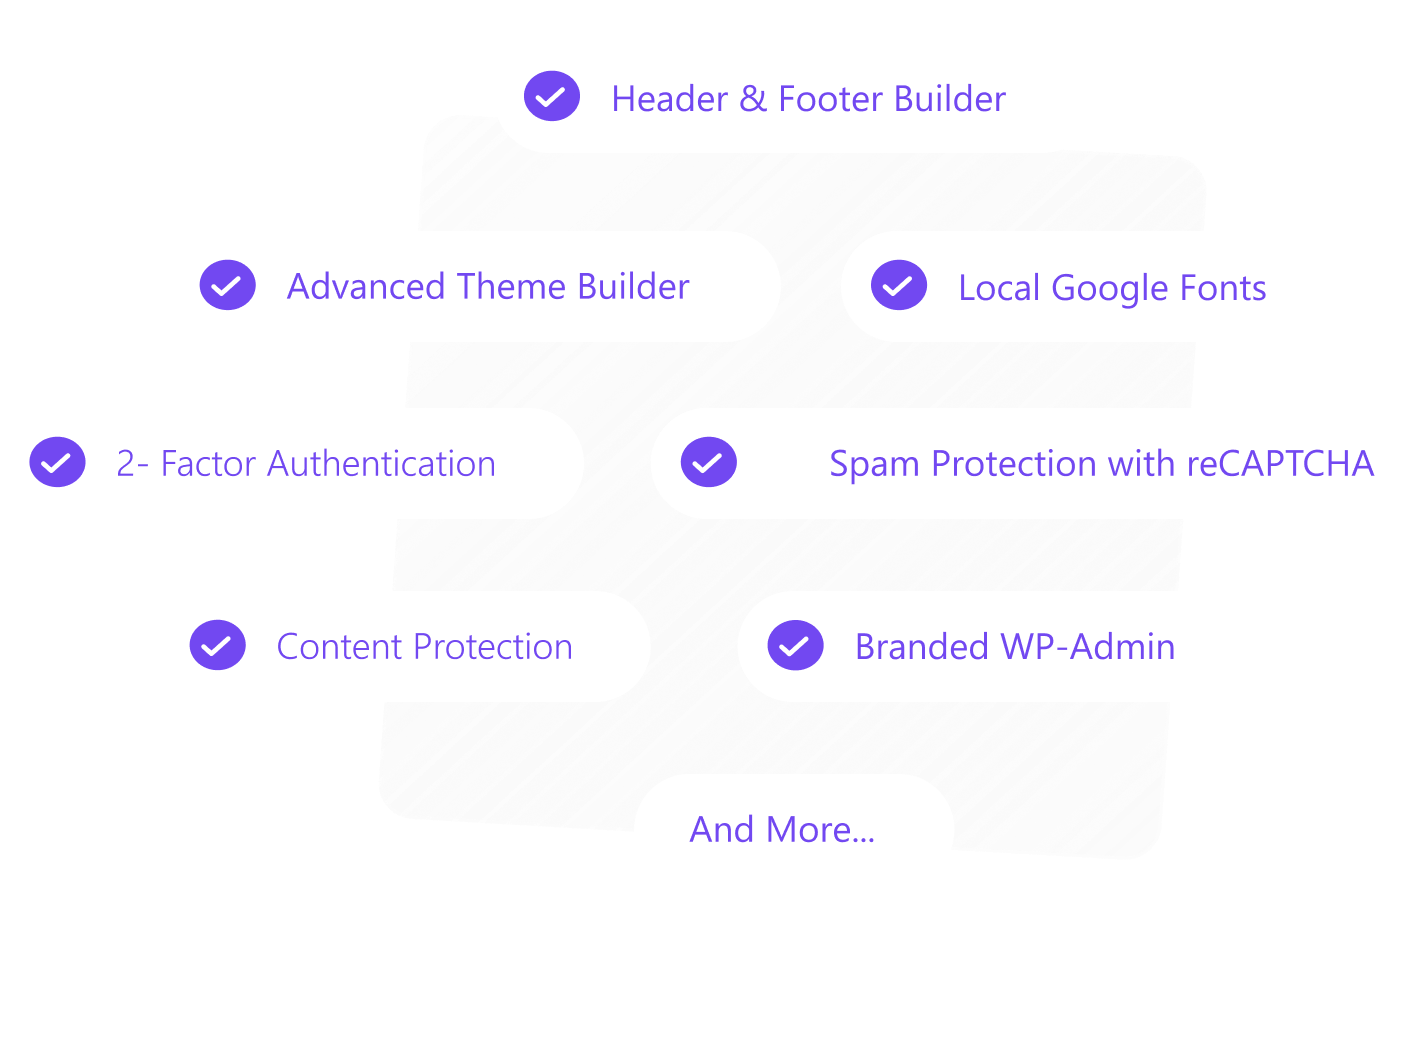 Header & Footer Builder
Advanced Theme Builder
Local Google Fonts
2- Factor Authentication
Spam Protection with reCAPTCHA
Content Protection
Branded WP-Admin
And More...